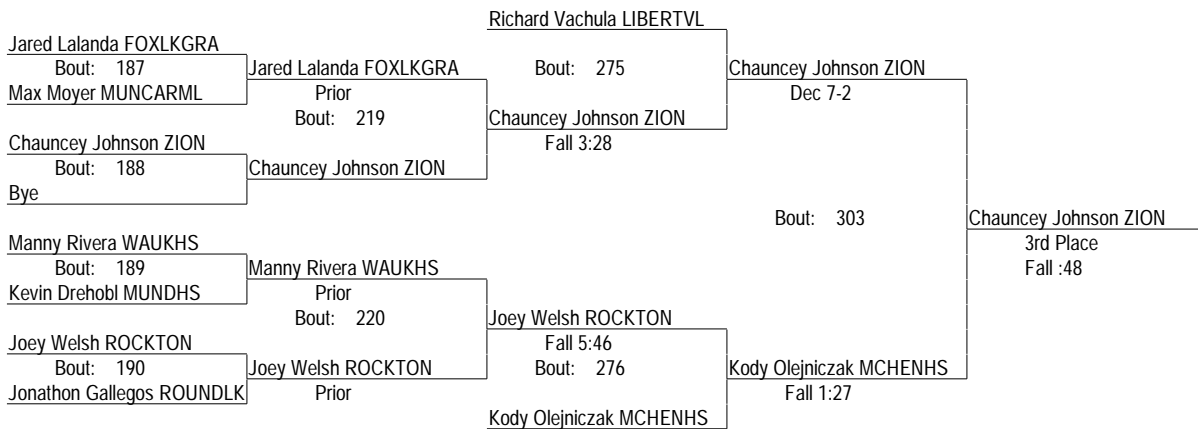 Richard Vachula LIBERTVL
Jared Lalanda FOXLKGRA
Bout: 187
Jared Lalanda FOXLKGRA
Bout: 275
Chauncey Johnson ZION
Max Moyer MUNCARML
Prior
Dec 7-2
Bout: 219
Chauncey Johnson ZION
Chauncey Johnson ZION
Fall 3:28
Bout: 188
Chauncey Johnson ZION
Bye
Bout: 303
Chauncey Johnson ZION
Manny Rivera WAUKHS
3rd Place
Bout: 189
Manny Rivera WAUKHS
Fall :48
Kevin Drehobl MUNDHS
Prior
Bout: 220
Joey Welsh ROCKTON
Joey Welsh ROCKTON
Fall 5:46
Bout: 190
Joey Welsh ROCKTON
Bout: 276
Kody Olejniczak MCHENHS
Jonathon Gallegos ROUNDLK
Prior
Fall 1:27
Kody Olejniczak MCHENHS